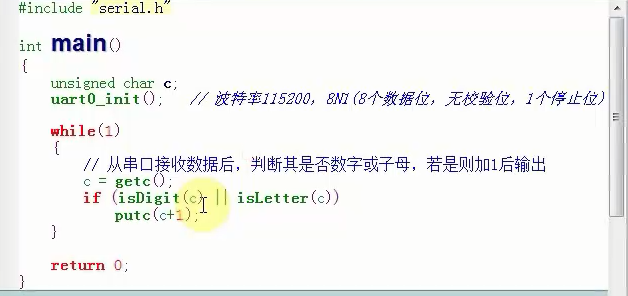 #include "serial.h"
int main()
{
unsigned char c;
uart0_init(); // 波特率115200，8N1(8个数据位，无校验位，1个停止位)
while(1)
{
// 从串口接收数据后，判断其是否数字或子母，若是则加1后输出
c = getc();
if (isDigit(c) || isLetter(c))
putc(c+1);
}
return 0;
}